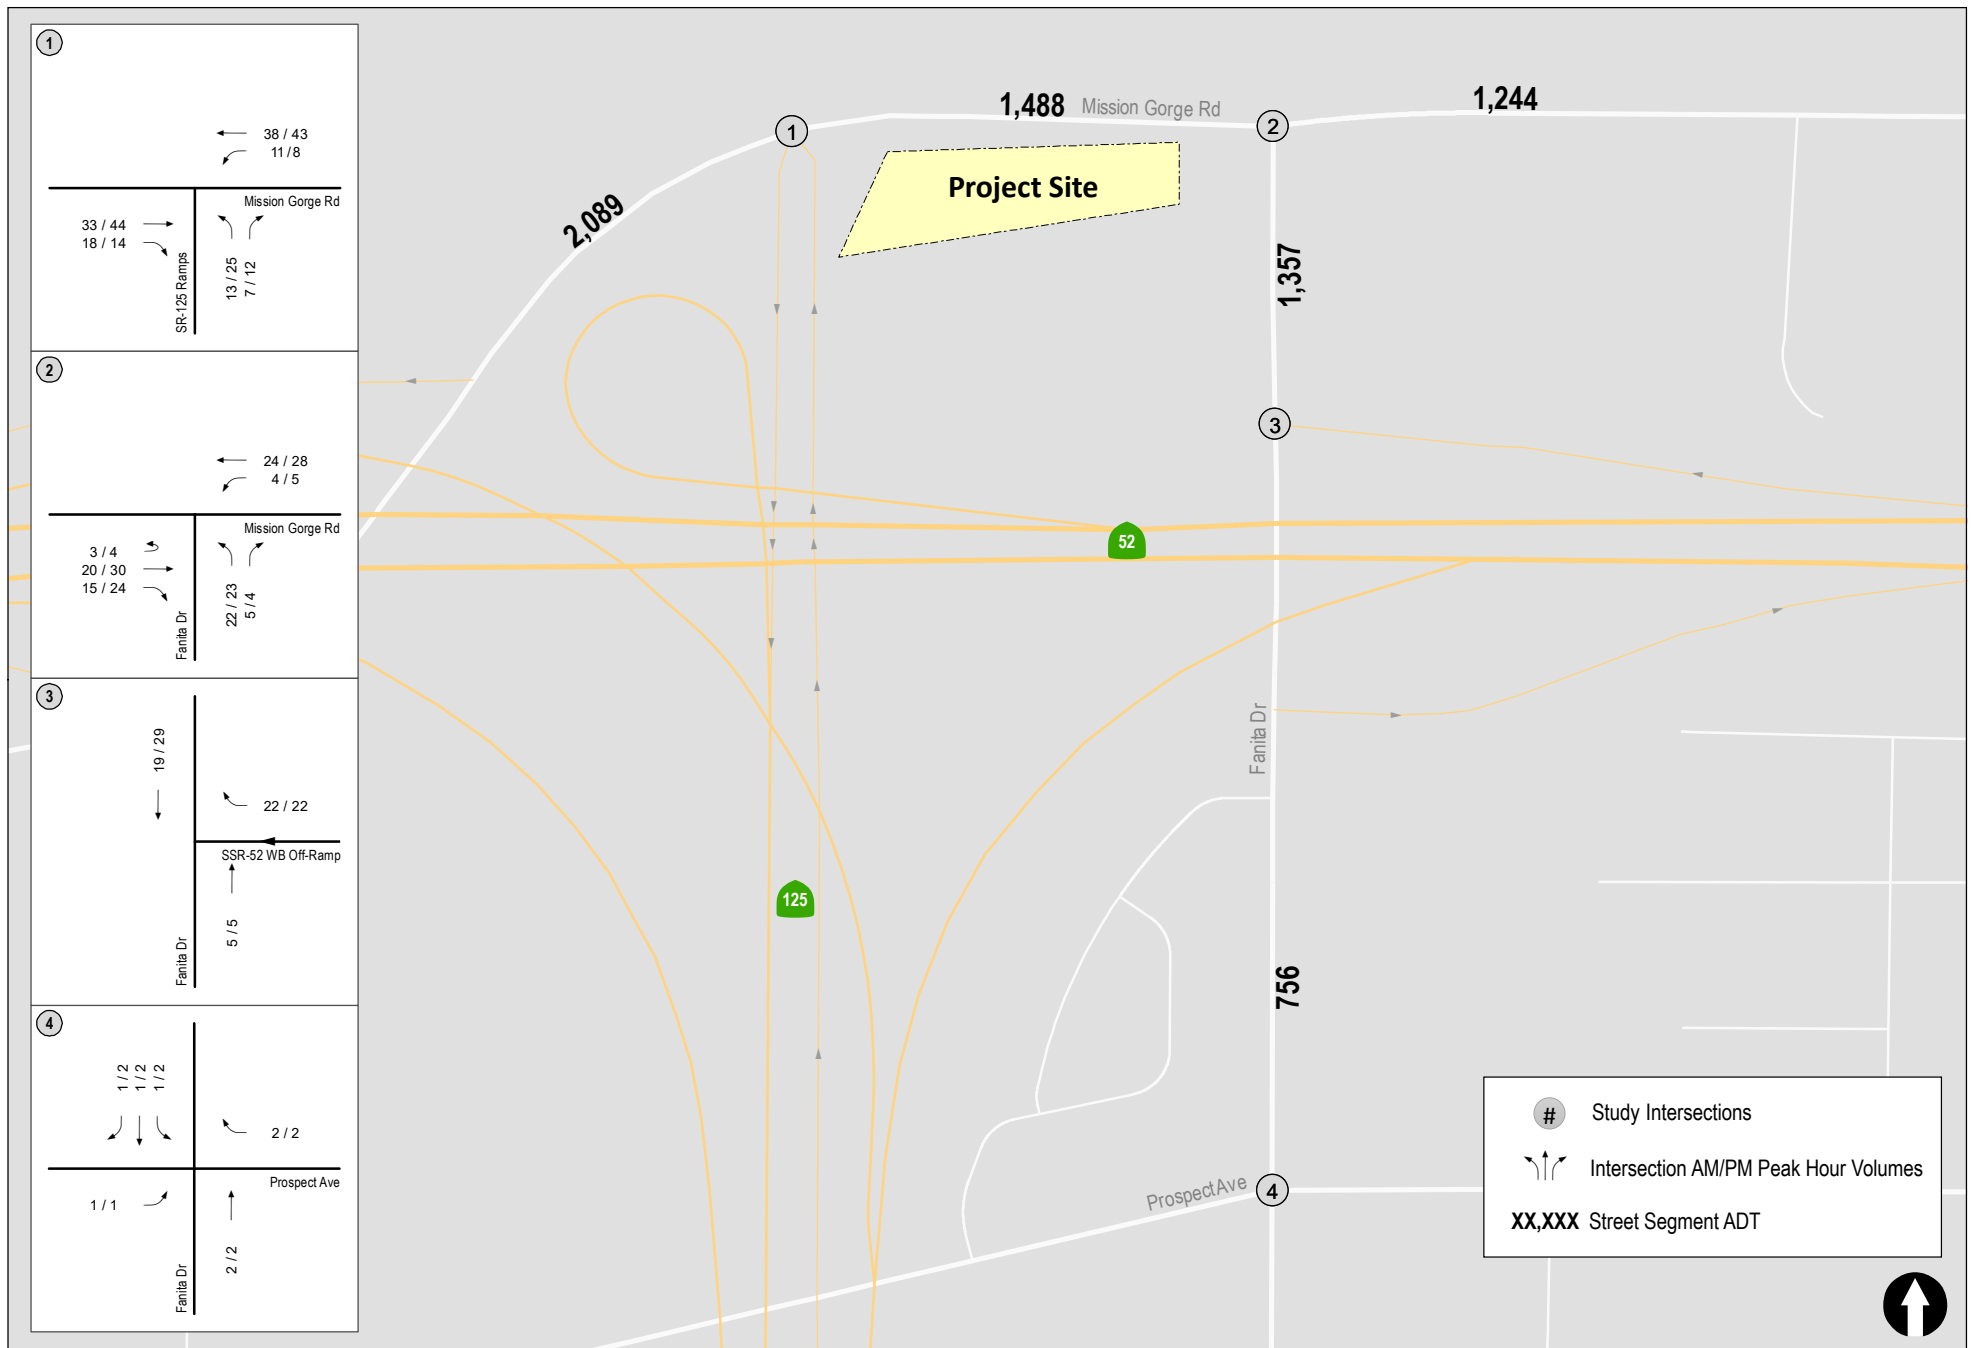 1
38 / 43
11 / 8
Mission Gorge Rd
33 / 44
18 / 14
SR-125 Ramps
13 / 25
7 / 12
2
24 / 28
4 / 5
Mission Gorge Rd
3 / 4
20 / 30
15 / 24
Fanita Dr
22 / 23
5 / 4
3
19 / 29
22 / 22
SSR-52 WB Off-Ramp
5 / 5
Fanita Dr
4
1 / 2
1 / 2
1 / 2
2 / 2
Prospect Ave
1 / 1
2 / 2
Fanita Dr
1,488 Mission Gorge Rd
1,244
1
2
Project Site
2,089
1,357
3
52
Fanita Dr
125
756
Prospect Ave
4
# Study Intersections
Intersection AM/PM Peak Hour Volumes
XX,XXX Street Segment ADT